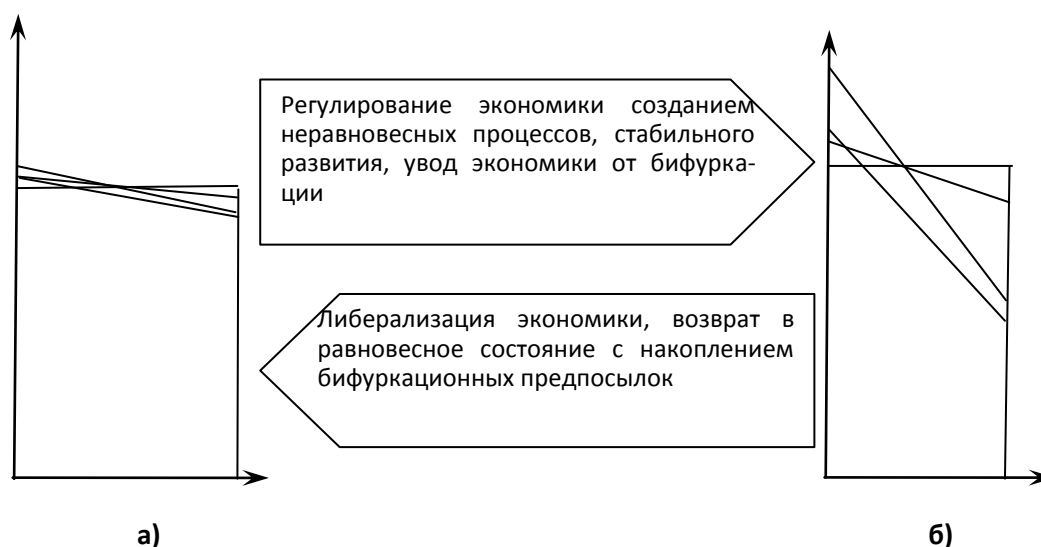 Регулирование экономики созданием
неравновесных процессов, стабильного
развития, увод экономики от бифурка-
ции
Либерализация экономики, возврат в
равновесное состояние с накоплением
бифуркационных предпосылок
а)
б)